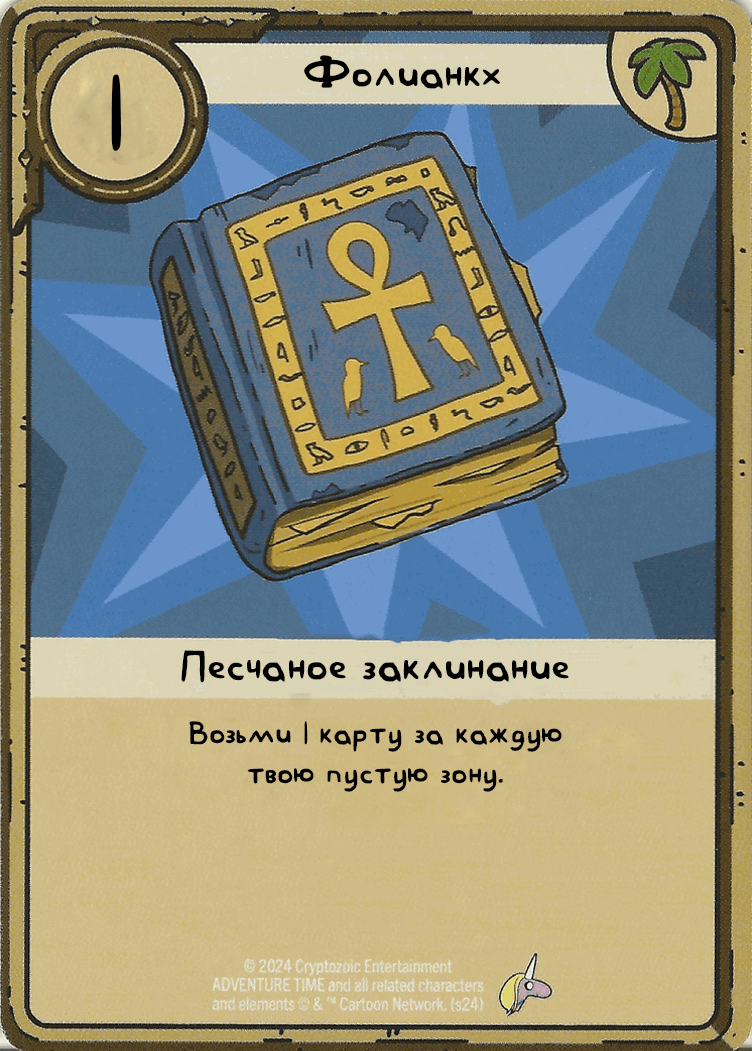 1
Фолианкх
Песчаное заклинание
Возьми 1 карту за каждую
твою пустую зону.
© 2024 Cryptozoic Entertainment
ADVENTURE TIME and all related characters
and elements © & ™ Cartoon Network. (s24)